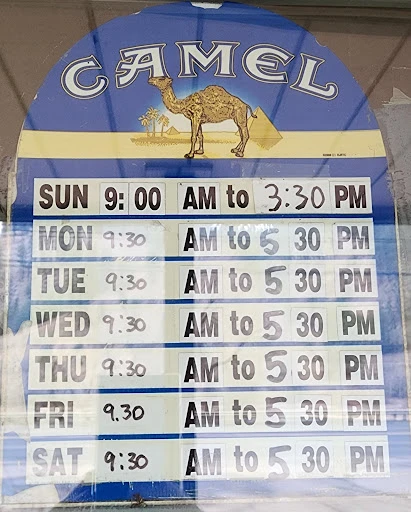 CAMEL
SUN 9:00 AM to 3:30 PM
MON 9:30 AM to 5 30 PM
TUE 9:30 AM to 5 30 PM
WED 9:30 AM to 5 30 PM
THU 9:30 AM to 5 30 PM
FRI 9.30 AM to 5 30 PM
SAT 9:30 AM to 5 30 PM